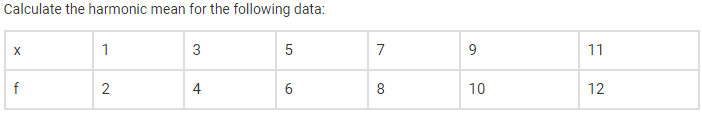 Calculate the harmonic mean for the following data:
x 1 3 5 7 9 11
f 2 4 6 8 10 12